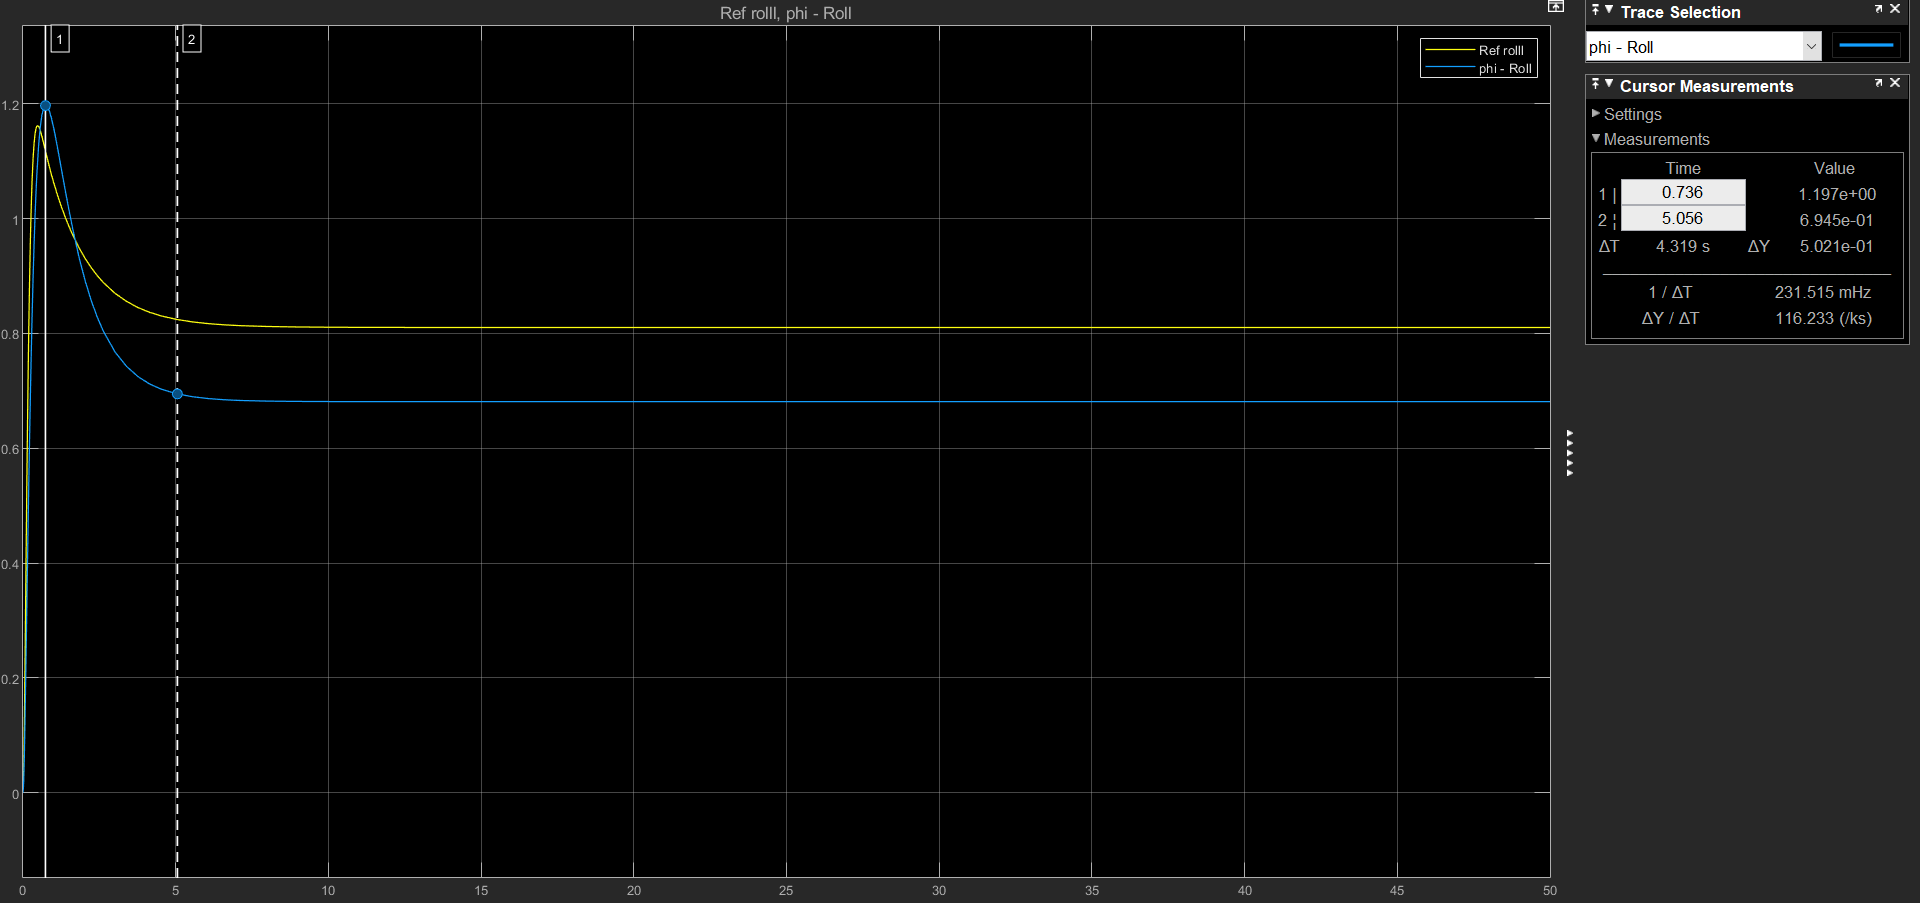 Ref rolll, phi - Roll
1
2
Ref rolll
phi - Roll
1.2
1
0.8
0.6
0.4
0.2
0
0 5 10 15 20 25 30 35 40 45 50
Trace Selection
phi - Roll
Cursor Measurements
Settings
Measurements
Time Value
1 | 0.736 1.197e+00
2 ¦ 5.056 6.945e-01
ΔT 4.319 s ΔY 5.021e-01
1 / ΔT 231.515 mHz
ΔY / ΔT 116.233 (/ks)